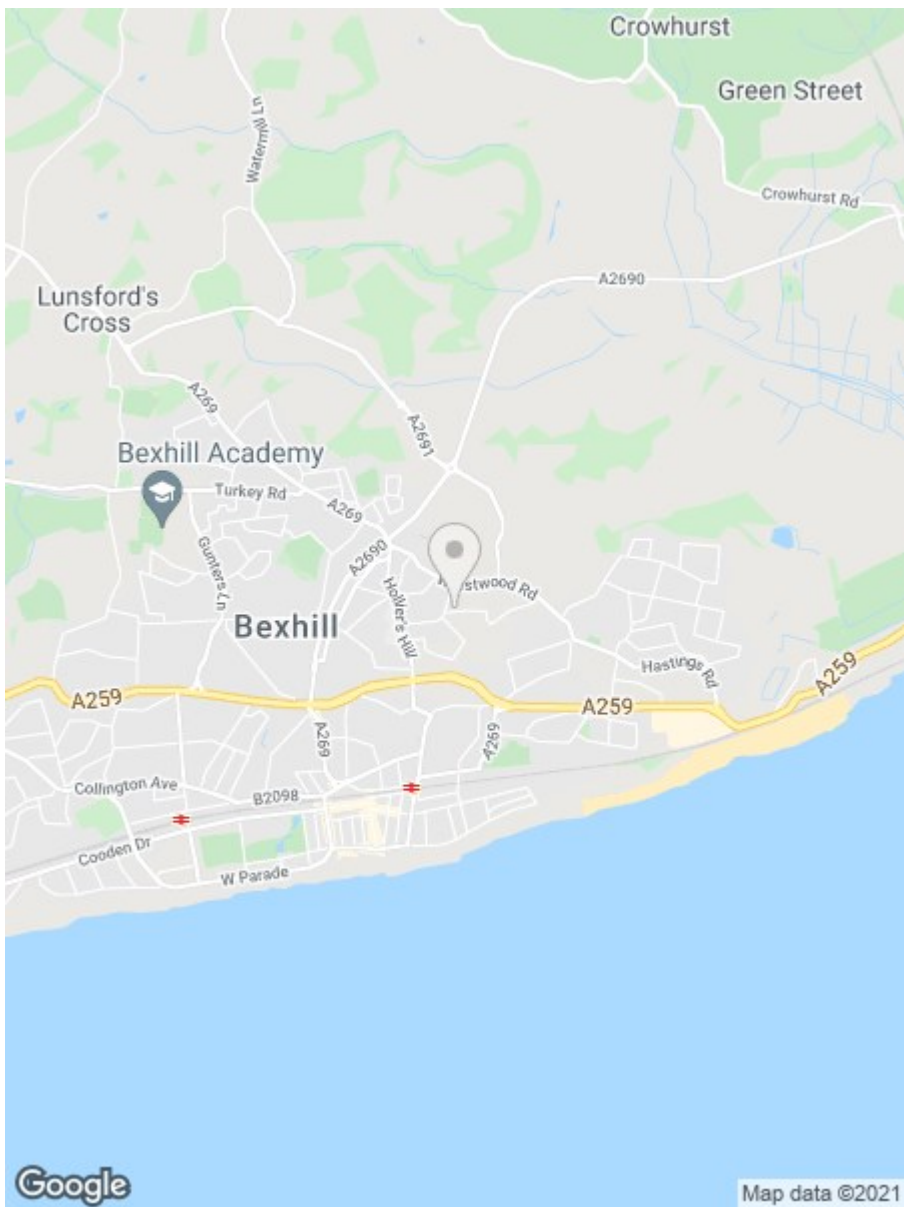 Crowhurst
Green Street
Watermill Ln
Crowhurst Rd
A2690
Lunsford's
Cross
A269
A2691
Bexhill Academy
Turkey Rd
A269
A2690
Gunters Ln
stwood Rd
Hollier's Hill
Bexhill
Hastings Rd
A259
A259
A259
A269
A269
Collington Ave
B2098
Cooden Dr
W Parade
Google
Map data ©2021